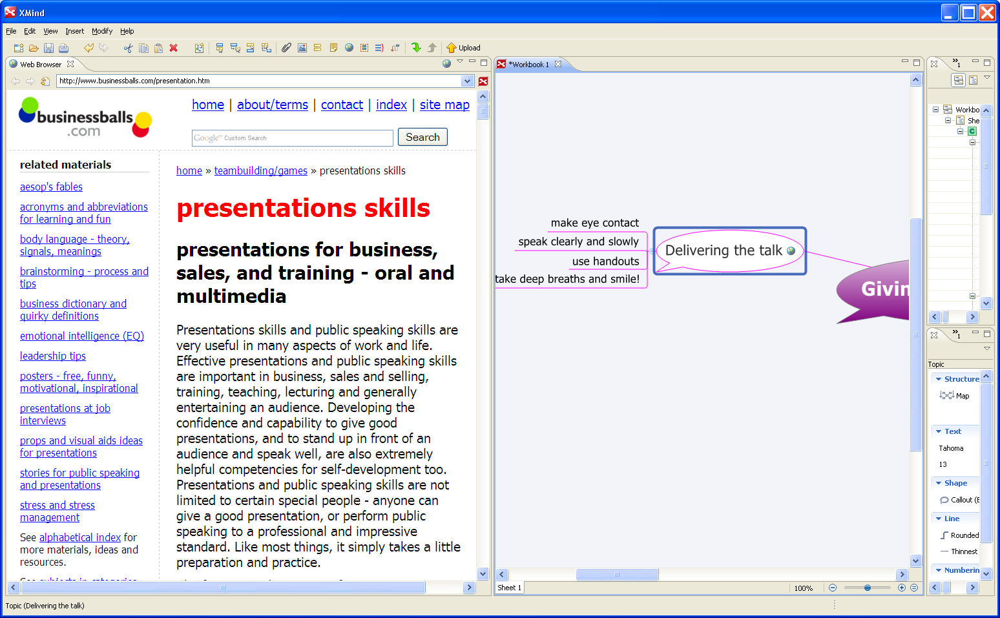 XMind
File Edit View Insert Modify Help
Upload
Web Browser
http://www.businessballs.com/presentation.htm
businessballs
.com
home | about/terms | contact | index | site map
Google™ Custom Search
Search
related materials
aesop's fables
acronyms and abbreviations
for learning and fun
body language - theory,
signals, meanings
brainstorming - process and
tips
business dictionary and
quirky definitions
emotional intelligence (EQ)
leadership tips
posters - free, funny,
motivational, inspirational
presentations at job
interviews
props and visual aids ideas
for presentations
stories for public speaking
and presentations
stress and stress
management
See alphabetical index for
more materials, ideas and
resources.
home » teambuilding/games » presentations skills
presentations skills
presentations for business,
sales, and training - oral and
multimedia
Presentations skills and public speaking skills are
very useful in many aspects of work and life.
Effective presentations and public speaking skills
are important in business, sales and selling,
training, teaching, lecturing and generally
entertaining an audience. Developing the
confidence and capability to give good
presentations, and to stand up in front of an
audience and speak well, are also extremely
helpful competencies for self-development too.
Presentations and public speaking skills are not
limited to certain special people - anyone can
give a good presentation, or perform public
speaking to a professional and impressive
standard. Like most things, it simply takes a little
preparation and practice.
*Workbook 1
make eye contact
speak clearly and slowly
use handouts
take deep breaths and smile!
Delivering the talk
Givin
Sheet 1
100%
1
Workbo
She
C
1
Topic
Structure
Map
Text
Tahoma
13
Shape
Callout (E
Line
Rounded
Thinnest
Numberin
Topic (Delivering the talk)